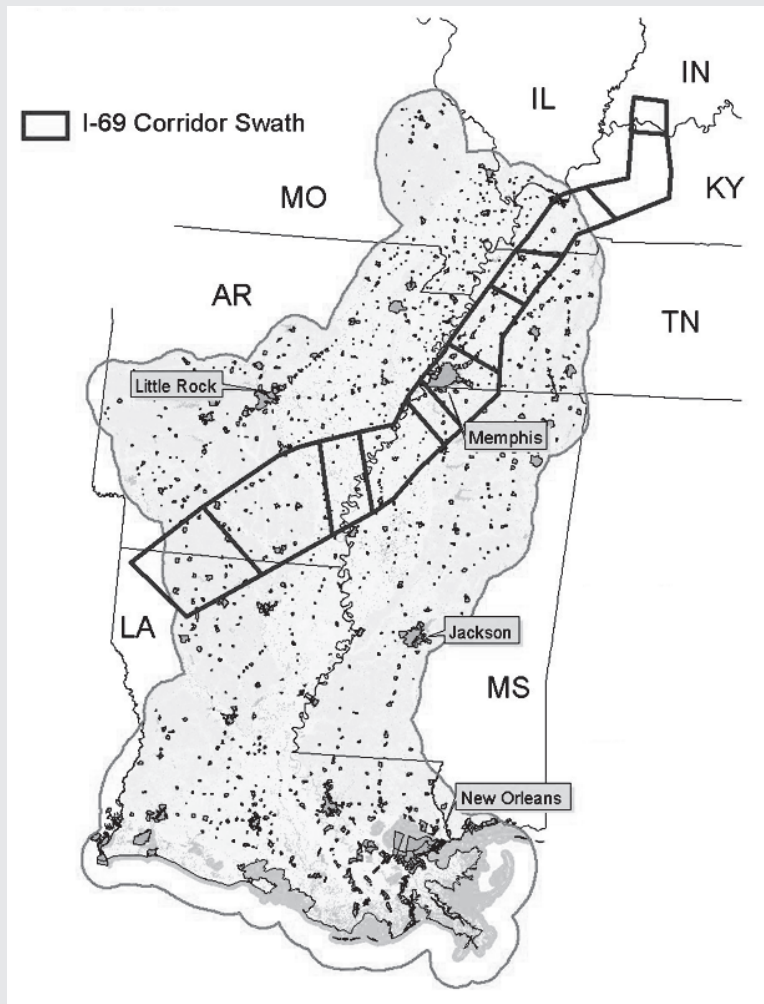 IN
IL
I-69 Corridor Swath
KY
MO
AR
TN
Little Rock
Memphis
LA
Jackson
MS
New Orleans